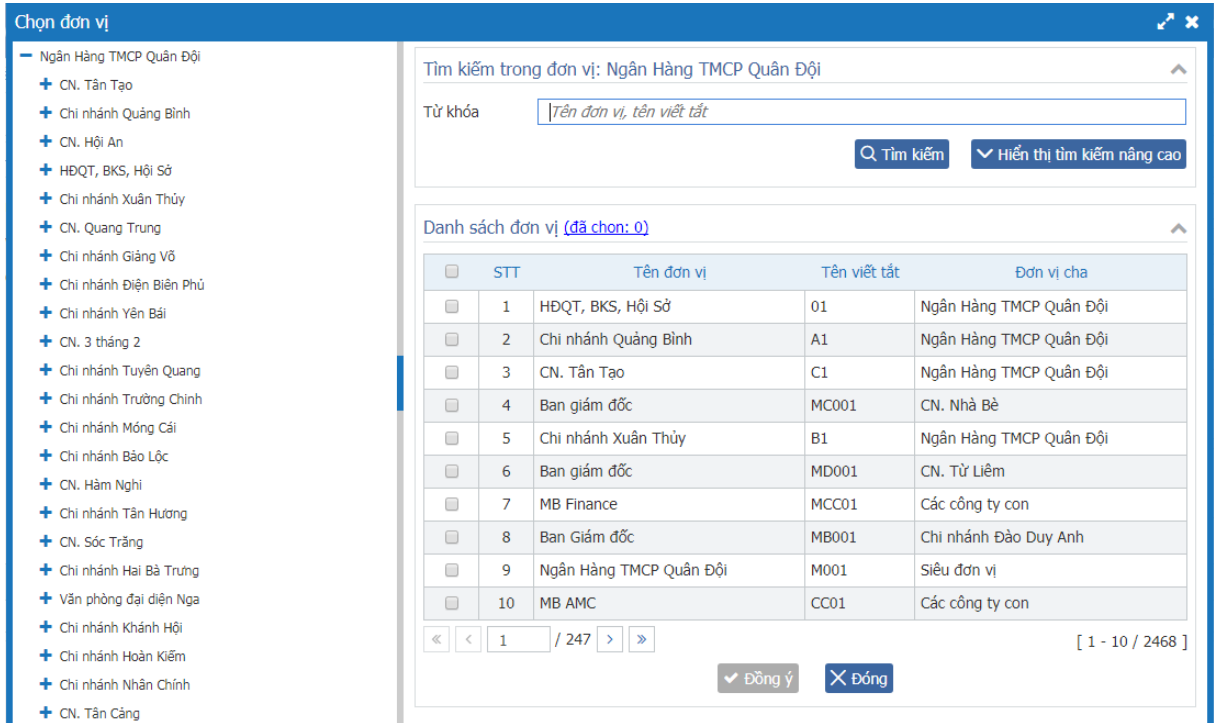 Chọn đơn vị
Ngân Hàng TMCP Quân Đội
CN. Tân Tạo
Chi nhánh Quảng Bình
CN. Hội An
HĐQT, BKS, Hội Sở
Chi nhánh Xuân Thủy
CN. Quang Trung
Chi nhánh Giảng Võ
Chi nhánh Điện Biên Phủ
Chi nhánh Yên Bái
CN. 3 tháng 2
Chi nhánh Tuyên Quang
Chi nhánh Trường Chinh
Chi nhánh Móng Cái
Chi nhánh Bảo Lộc
CN. Hàm Nghi
Chi nhánh Tân Hương
CN. Sóc Trăng
Chi nhánh Hai Bà Trưng
Văn phòng đại diện Nga
Chi nhánh Khánh Hội
Chi nhánh Hoàn Kiếm
Chi nhánh Nhân Chính
CN. Tân Cảng
Tìm kiếm trong đơn vị: Ngân Hàng TMCP Quân Đội
Từ khóa Tên đơn vị, tên viết tắt
Tìm kiếm Hiển thị tìm kiếm nâng cao
Danh sách đơn vị (đã chọn: 0)
STT Tên đơn vị Tên viết tắt Đơn vị cha
1 HĐQT, BKS, Hội Sở 01 Ngân Hàng TMCP Quân Đội
2 Chi nhánh Quảng Bình A1 Ngân Hàng TMCP Quân Đội
3 CN. Tân Tạo C1 Ngân Hàng TMCP Quân Đội
4 Ban giám đốc MC001 CN. Nhà Bè
5 Chi nhánh Xuân Thủy B1 Ngân Hàng TMCP Quân Đội
6 Ban giám đốc MD001 CN. Từ Liêm
7 MB Finance MCC01 Các công ty con
8 Ban Giám đốc MB001 Chi nhánh Đào Duy Anh
9 Ngân Hàng TMCP Quân Đội M001 Siêu đơn vị
10 MB AMC CC01 Các công ty con
« < 1 / 247 > » [ 1 - 10 / 2468 ]
Đồng ý Đóng